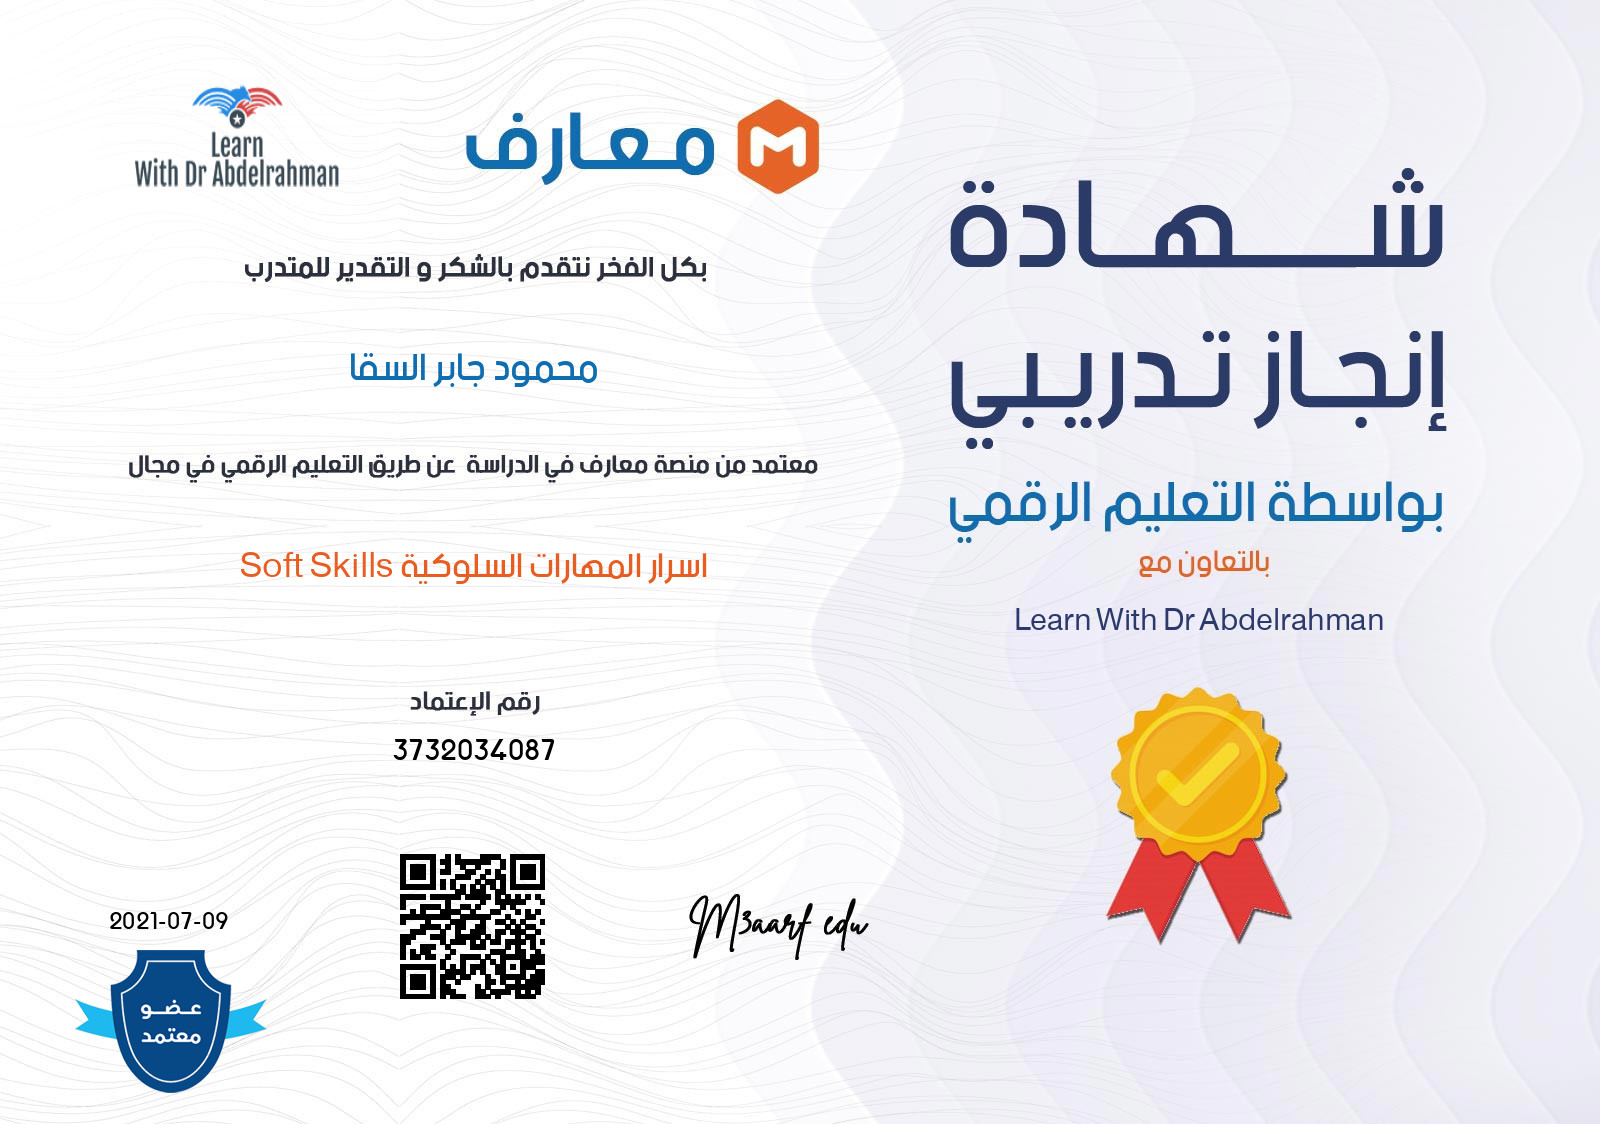 شهادة
إنجاز تدريبي
بواسطة التعليم الرقمي
بالتعاون مع
Learn With Dr Abdelrahman
معارف
M
Learn
With Dr Abdelrahman
بكل الفخر نتقدم بالشكر و التقدير للمتدرب
محمود جابر السقا
معتمد من منصة معارف في الدراسة عن طريق التعليم الرقمي في مجال
اسرار المهارات السلوكية Soft Skills
رقم الإعتماد
3732034087
M3aarf edu
2021-07-09
عضو
معتمد